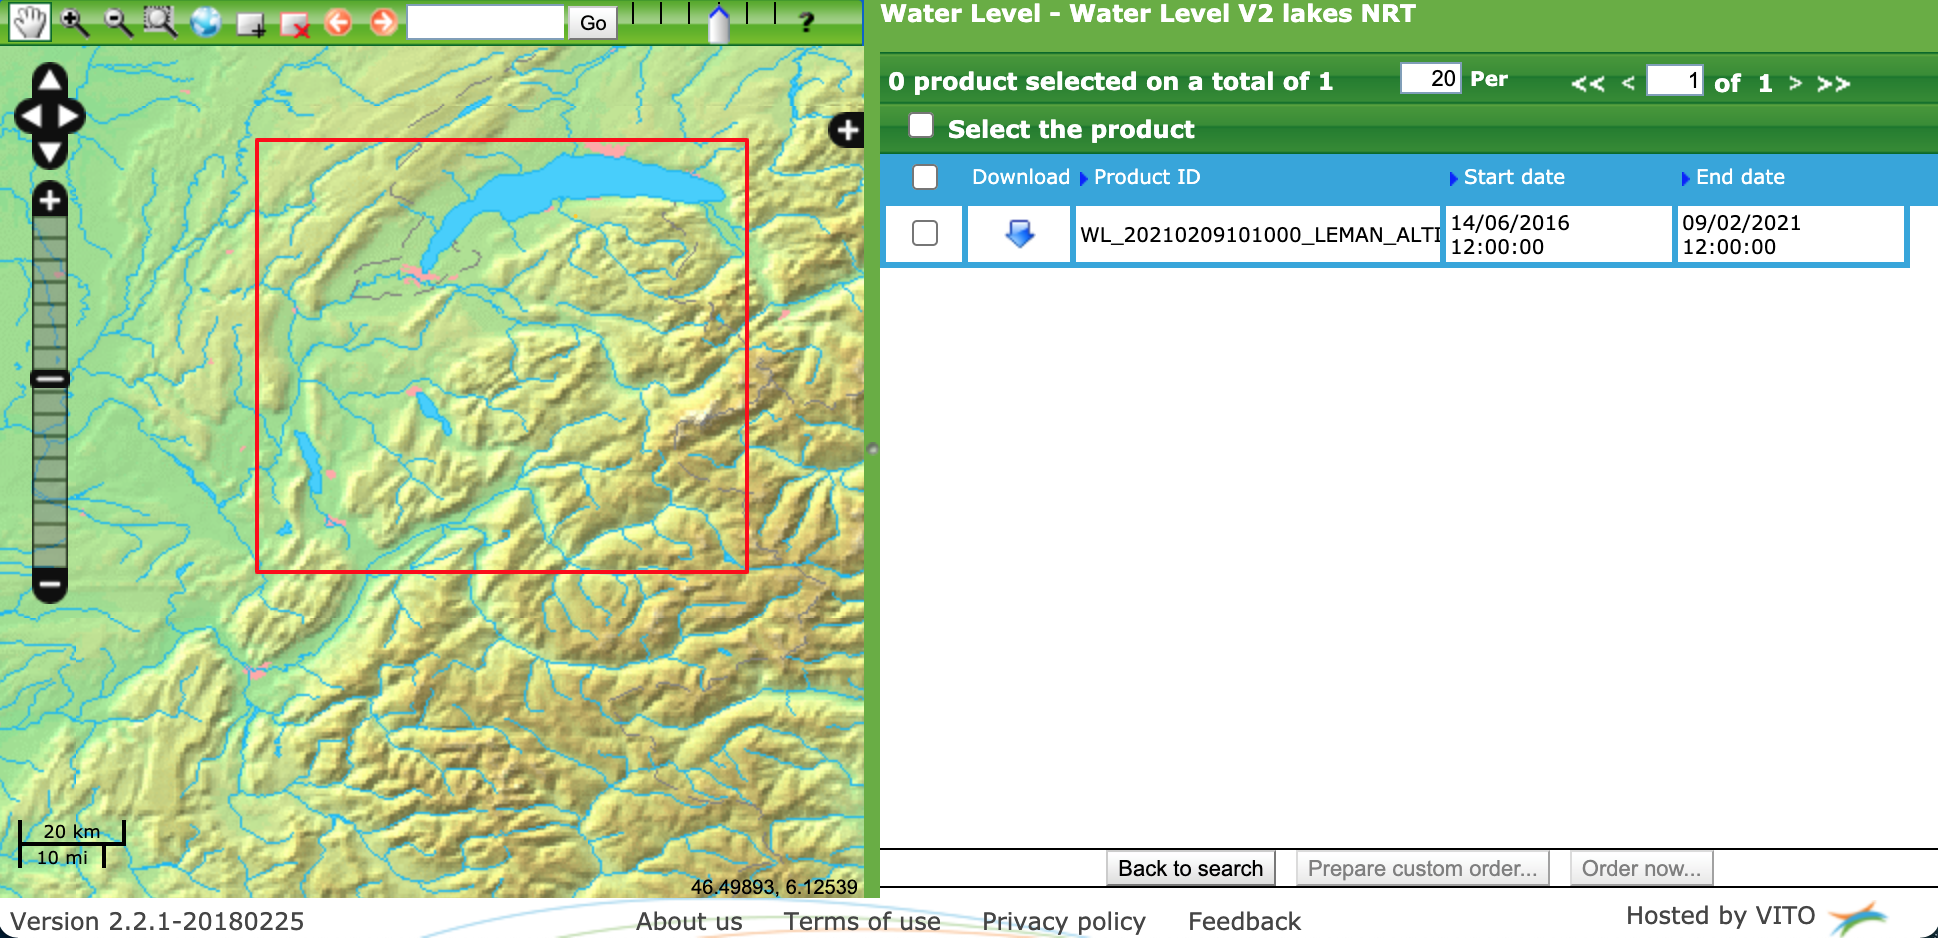 Go
?
20 km
10 mi
46.49893, 6.12539
Water Level - Water Level V2 lakes NRT
0 product selected on a total of 1
20 Per
<< < 1 of 1 > >>
Select the product
Download Product ID Start date End date
WL_20210209101000_LEMAN_ALTI 14/06/2016 09/02/2021
12:00:00 12:00:00
Back to search Prepare custom order... Order now...
Version 2.2.1-20180225 About us Terms of use Privacy policy Feedback Hosted by VITO